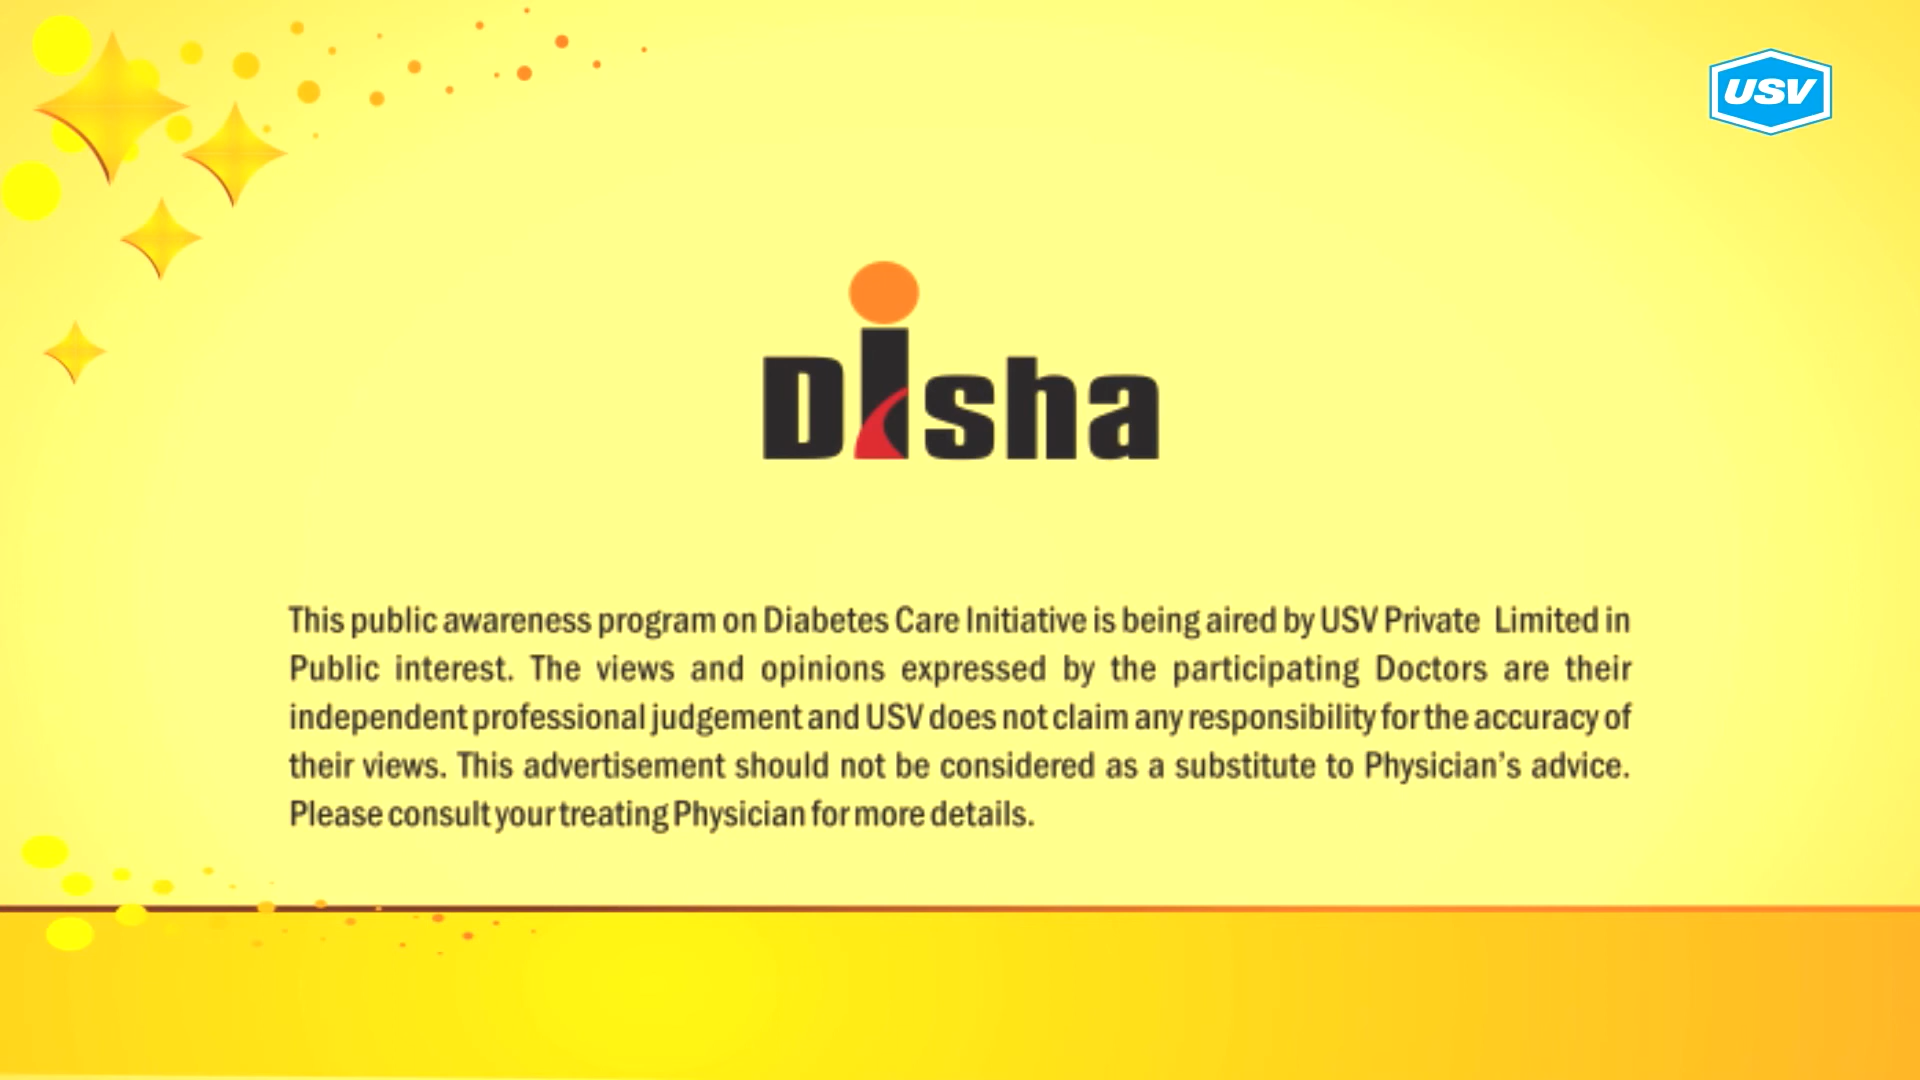 USV
Disha
This public awareness program on Diabetes Care Initiative is being aired by USV Private Limited in
Public interest. The views and opinions expressed by the participating Doctors are their
independent professional judgement and USV does not claim any responsibility for the accuracy of
their views. This advertisement should not be considered as a substitute to Physician’s advice.
Please consult your treating Physician for more details.